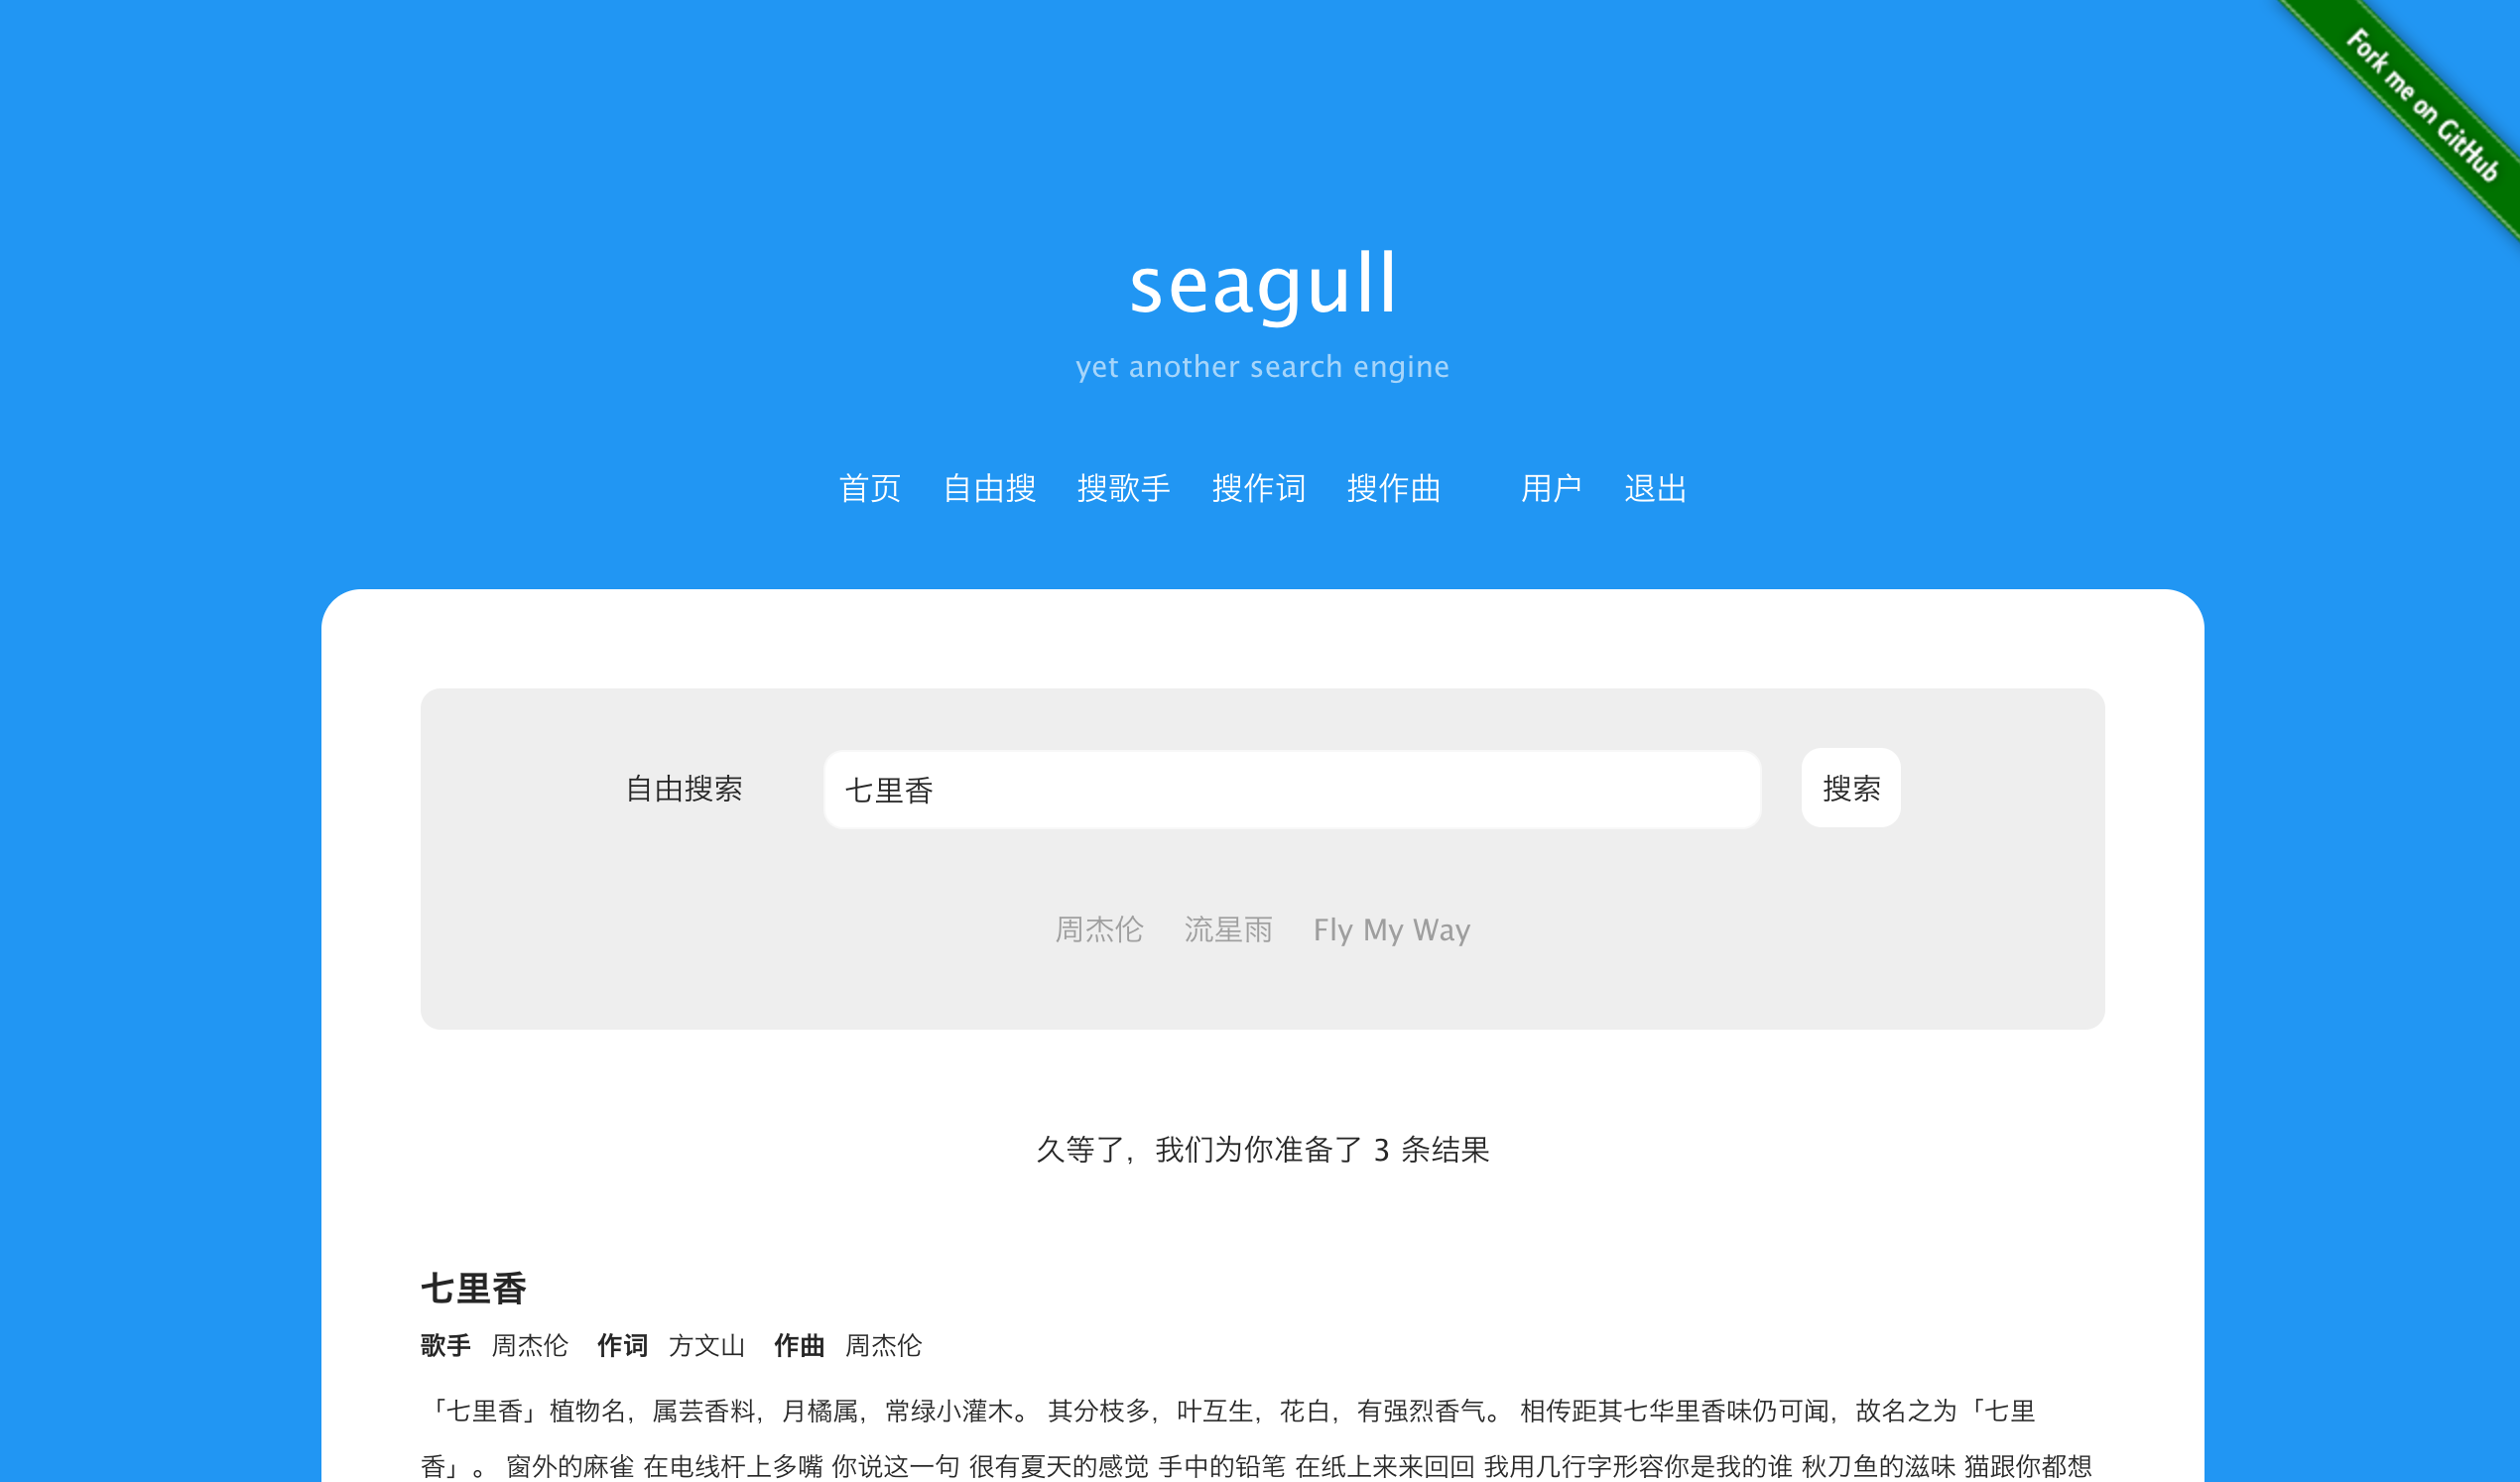 Fork me on GitHub
seagull
yet another search engine
首页 自由搜 搜歌手 搜作词 搜作曲 用户 退出
自由搜索 七里香 搜索
周杰伦 流星雨 Fly My Way
久等了，我们为你准备了 3 条结果
七里香
歌手 周杰伦 作词 方文山 作曲 周杰伦
「七里香」植物名，属芸香料，月橘属，常绿小灌木。 其分枝多，叶互生，花白，有强烈香气。 相传距其七华里香味仍可闻，故名之为「七里
香」。 窗外的麻雀 在电线杆上多嘴 你说这一句 很有夏天的感觉 手中的铅笔 在纸上来来回回 我用几行字形容你是我的谁 秋刀鱼的滋味 猫跟你都想